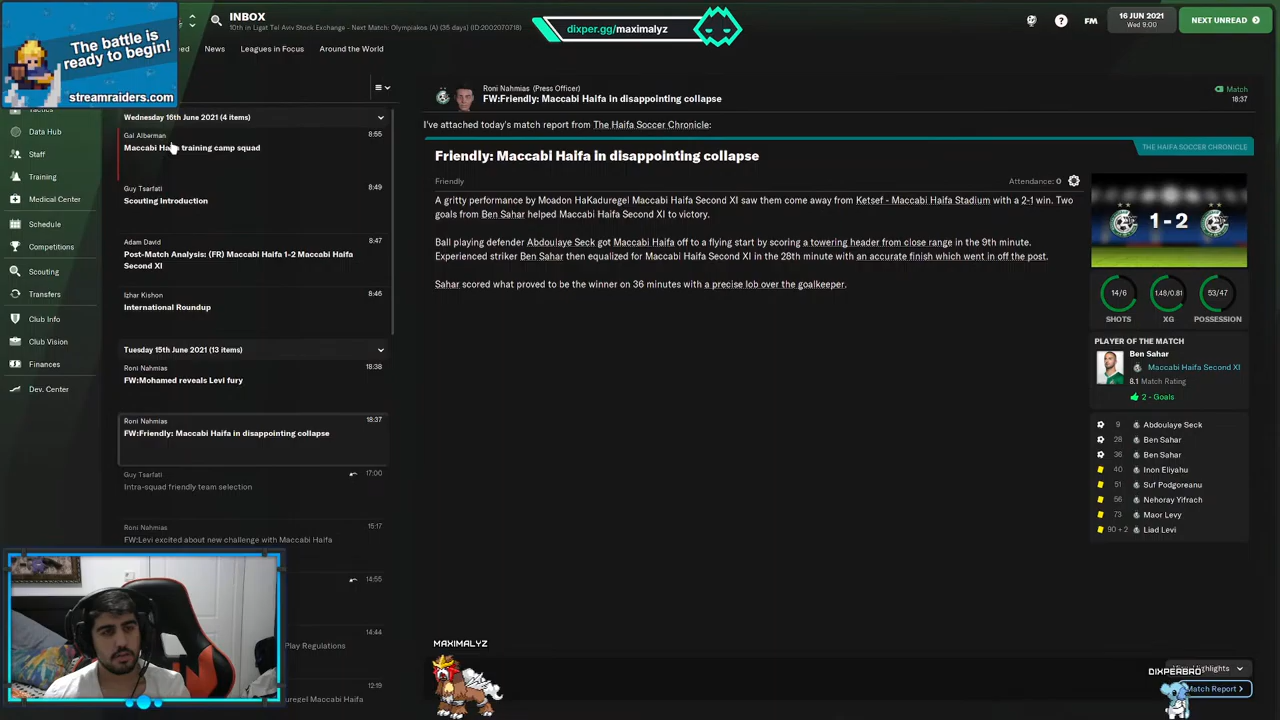 The battle is
ready to begin!
streamraiders.com
INBOX
10th in Ligat Tel Aviv Stock Exchange - Next Match: Olympiakos (A) (35 days) (ID:2002070718)
dixper.gg/maximalyz
FM
16 JUN 2021
Wed 9:00
NEXT UNREAD
News
Leagues in Focus
Around the World
Tactics
Data Hub
Staff
Training
Medical Center
Schedule
Competitions
Scouting
Transfers
Club Info
Club Vision
Finances
Dev. Center
Wednesday 16th June 2021 (4 items)
Gal Alberman
8:55
Maccabi Haifa training camp squad
Guy Tsarfati
8:49
Scouting Introduction
Adam David
8:47
Post-Match Analysis: (FR) Maccabi Haifa 1-2 Maccabi Haifa
Second XI
Izhar Kishon
8:46
International Roundup
Tuesday 15th June 2021 (13 items)
Roni Nahmias
18:38
FW:Mohamed reveals Levi fury
Roni Nahmias
18:37
FW:Friendly: Maccabi Haifa in disappointing collapse
Guy Tsarfati
17:00
Intra-squad friendly team selection
Roni Nahmias
15:17
FW:Levi excited about new challenge with Maccabi Haifa
14:55
14:44
Play Regulations
12:19
Maccabi Haifa
Roni Nahmias (Press Officer)
FW:Friendly: Maccabi Haifa in disappointing collapse
Match
18:37
I've attached today's match report from The Haifa Soccer Chronicle:
THE HAIFA SOCCER CHRONICLE
Friendly: Maccabi Haifa in disappointing collapse
Friendly
Attendance: 0
A gritty performance by Moadon HaKaduregel Maccabi Haifa Second XI saw them come away from Ketsef - Maccabi Haifa Stadium with a 2-1 win. Two
goals from Ben Sahar helped Maccabi Haifa Second XI to victory.
Ball playing defender Abdoulaye Seck got Maccabi Haifa off to a flying start by scoring a towering header from close range in the 9th minute.
Experienced striker Ben Sahar then equalized for Maccabi Haifa Second XI in the 28th minute with an accurate finish which went in off the post.
Sahar scored what proved to be the winner on 36 minutes with a precise lob over the goalkeeper.
1-2
14/6
1.48/0.81
53/47
SHOTS
XG
POSSESSION
PLAYER OF THE MATCH
Ben Sahar
Maccabi Haifa Second XI
8.1 Match Rating
2 - Goals
9 Abdoulaye Seck
28 Ben Sahar
36 Ben Sahar
40 Inon Eliyahu
51 Suf Podgoreanu
56 Nehoray Yifrach
73 Maor Levy
90 + 2 Liad Levi
MAXIMALYZ
Highlights
DIXPERBRO
Match Report